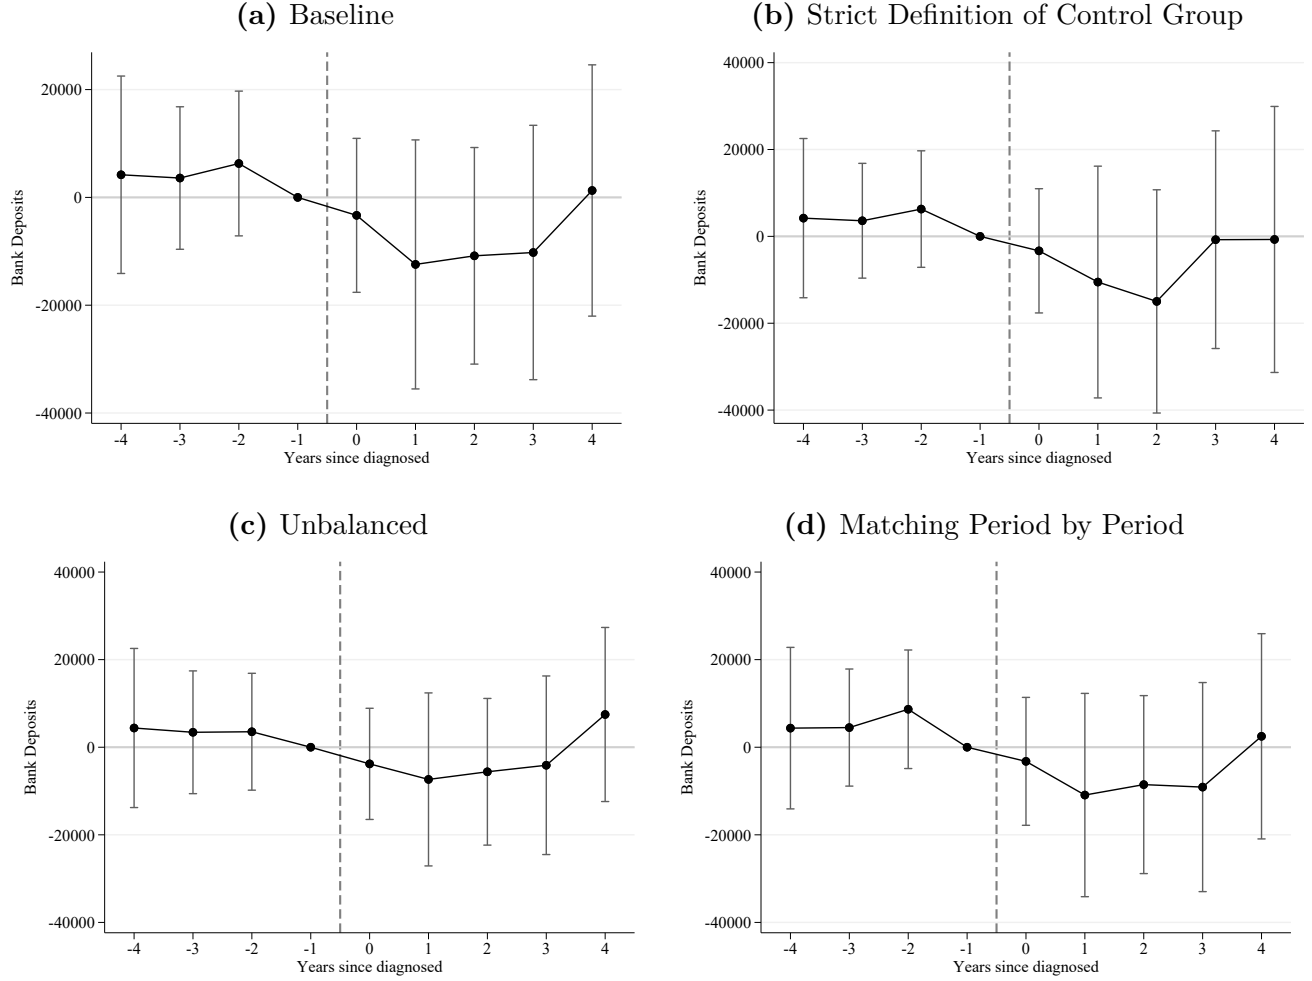 (a) Baseline
20000
0
-20000
-40000
Bank Deposits
-4 -3 -2 -1 0 1 2 3 4
Years since diagnosed
(b) Strict Definition of Control Group
40000
20000
0
-20000
-40000
Bank Deposits
-4 -3 -2 -1 0 1 2 3 4
Years since diagnosed
(c) Unbalanced
40000
20000
0
-20000
-40000
Bank Deposits
-4 -3 -2 -1 0 1 2 3 4
Years since diagnosed
(d) Matching Period by Period
40000
20000
0
-20000
-40000
Bank Deposits
-4 -3 -2 -1 0 1 2 3 4
Years since diagnosed